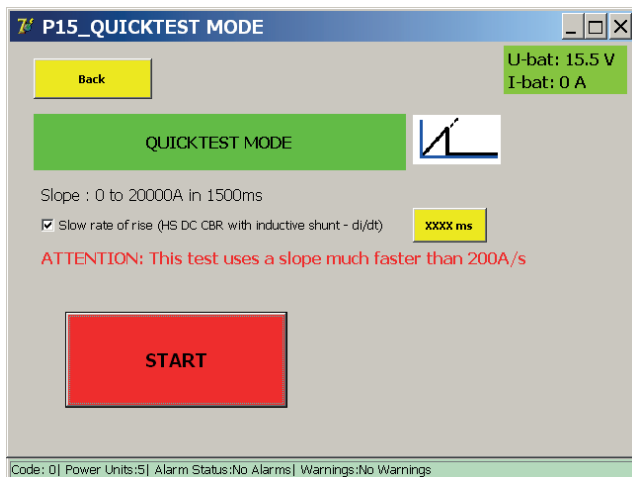 P15_QUICKTEST MODE
Back
U-bat: 15.5 V
I-bat: 0 A
QUICKTEST MODE
Slope : 0 to 20000A in 1500ms
Slow rate of rise (HS DC CBR with inductive shunt - di/dt)
XXXX ms
ATTENTION: This test uses a slope much faster than 200A/s
START
Code: 0| Power Units:5| Alarm Status:No Alarms| Warnings:No Warnings